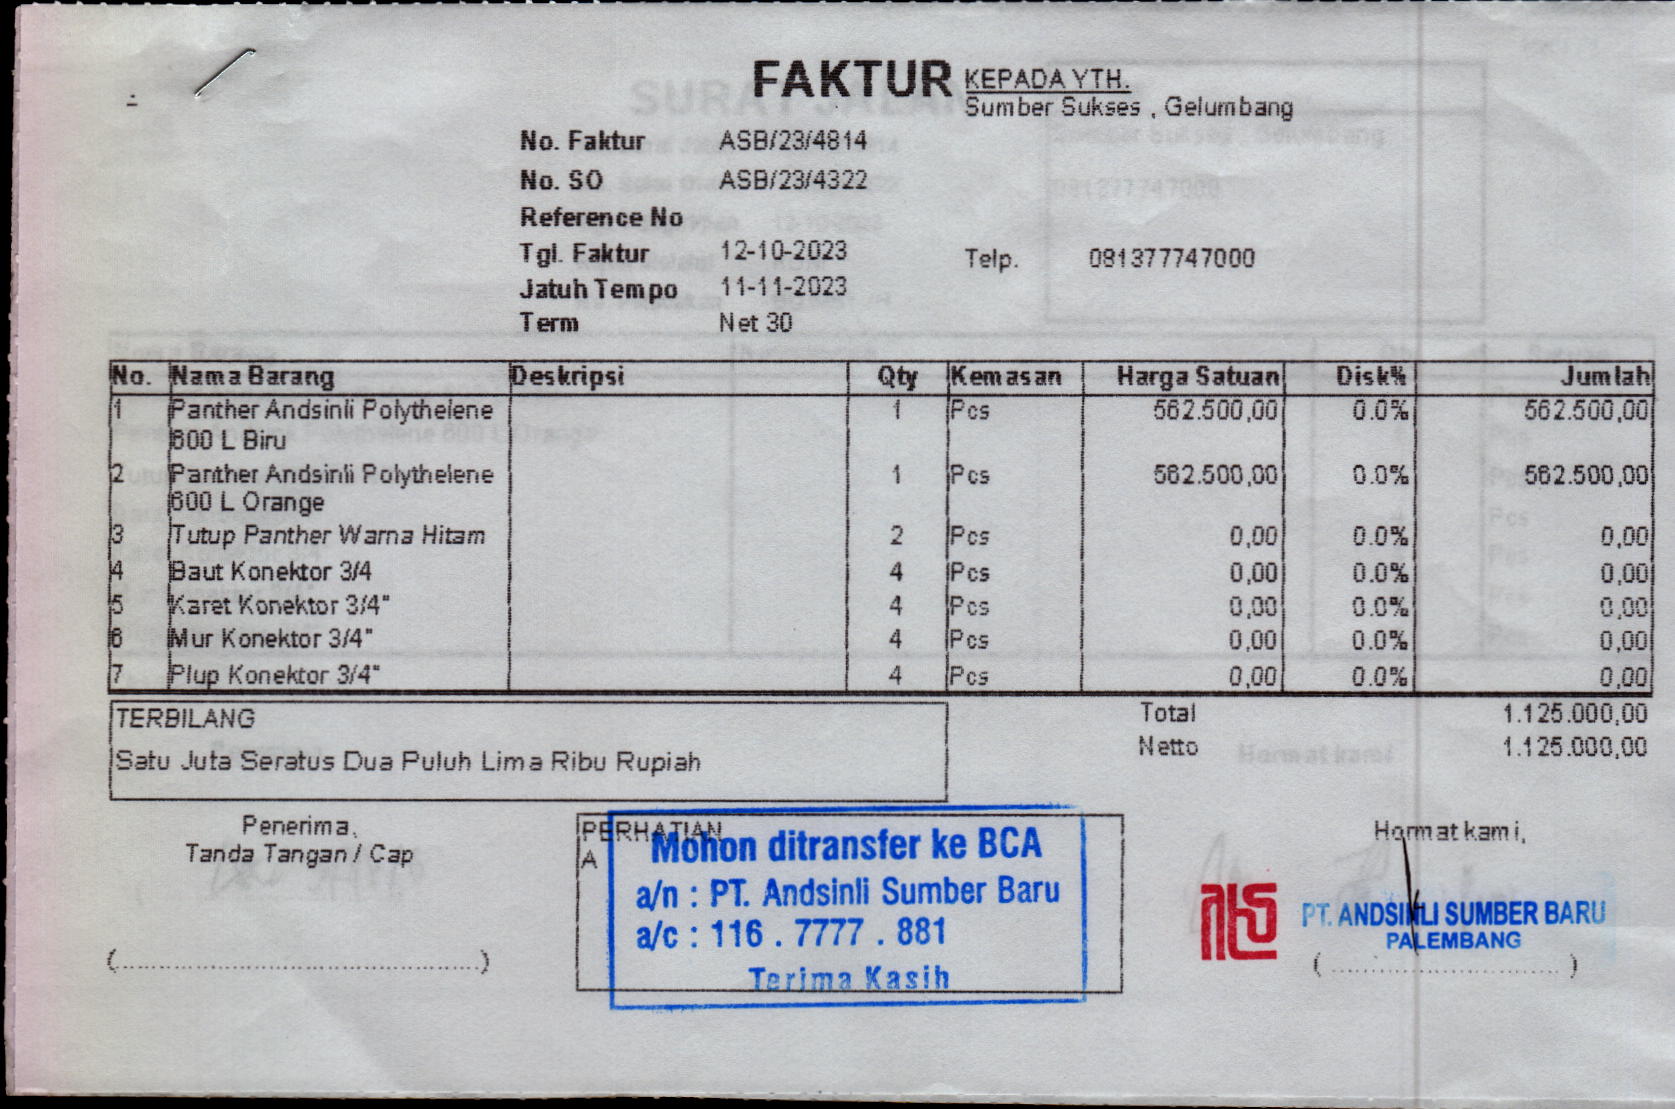 FAKTUR
KEPADA YTH.
Sumber Sukses , Gelumbang
No. Faktur ASB/23/4814
No. SO ASB/23/4322
Reference No
Tgl. Faktur 12-10-2023
Telp. 081377747000
Jatuh Tempo 11-11-2023
Term Net 30
No. Nama Barang Deskripsi Qty Kemasan Harga Satuan Disk% Jumlah
1 Panther Andsinli Polythelene 1 Pcs 562.500,00 0.0% 562.500,00
600 L Biru
2 Panther Andsinli Polythelene 1 Pcs 562.500,00 0.0% 562.500,00
600 L Orange
3 Tutup Panther Warna Hitam 2 Pcs 0,00 0.0% 0,00
4 Baut Konektor 3/4 4 Pcs 0,00 0.0% 0,00
5 Karet Konektor 3/4" 4 Pcs 0,00 0.0% 0,00
6 Mur Konektor 3/4" 4 Pcs 0,00 0.0% 0,00
7 Plup Konektor 3/4" 4 Pcs 0,00 0.0% 0,00
TERBILANG
Satu Juta Seratus Dua Puluh Lima Ribu Rupiah
Total 1.125.000,00
Netto 1.125.000,00
Penerima,
Tanda Tangan / Cap
(........................................)
PERHATIAN
A
Mohon ditransfer ke BCA
a/n : PT. Andsinli Sumber Baru
a/c : 116 . 7777 . 881
Terima Kasih
Hormat kami,
PT. ANDSINLI SUMBER BARU
PALEMBANG
(........................................)